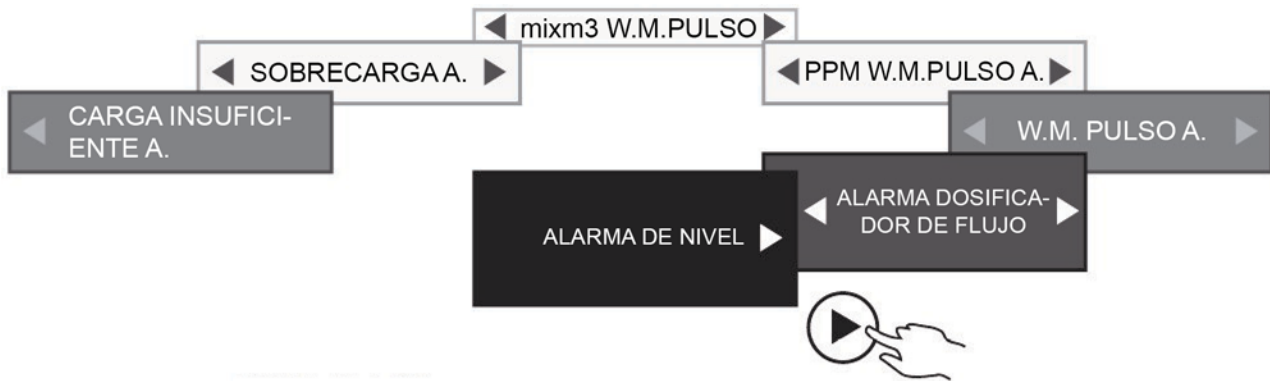 mixm3 W.M.PULSO
SOBRECARGA A.
PPM W.M.PULSO A.
CARGA INSUFICI-
ENTE A.
W.M. PULSO A.
ALARMA DE NIVEL
ALARMA DOSIFICA-
DOR DE FLUJO